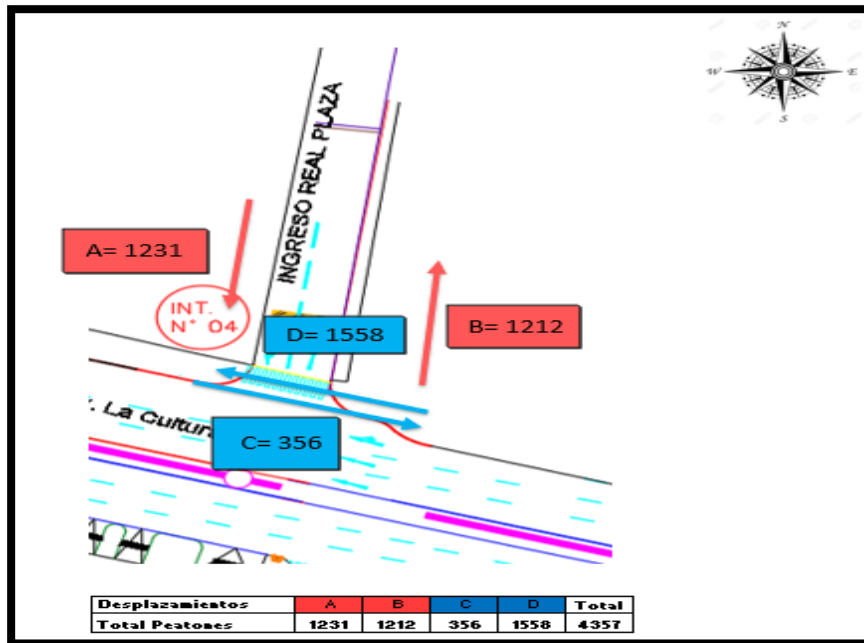 N
W E
S
INGRESO REAL PLAZA
A= 1231
INT.
N° 04
D= 1558
B= 1212
. La Cultura
C= 356
Desplazamientos A B C D Total
Total Peatones 1231 1212 356 1558 4357